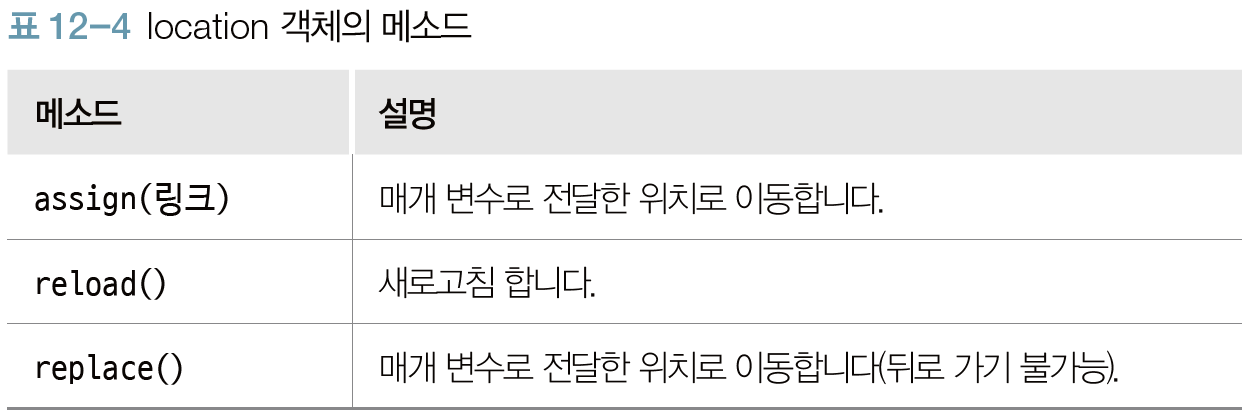 표 12-4 location 객체의 메소드
메소드 설명
assign(링크) 매개 변수로 전달한 위치로 이동합니다.
reload() 새로고침 합니다.
replace() 매개 변수로 전달한 위치로 이동합니다(뒤로 가기 불가능).